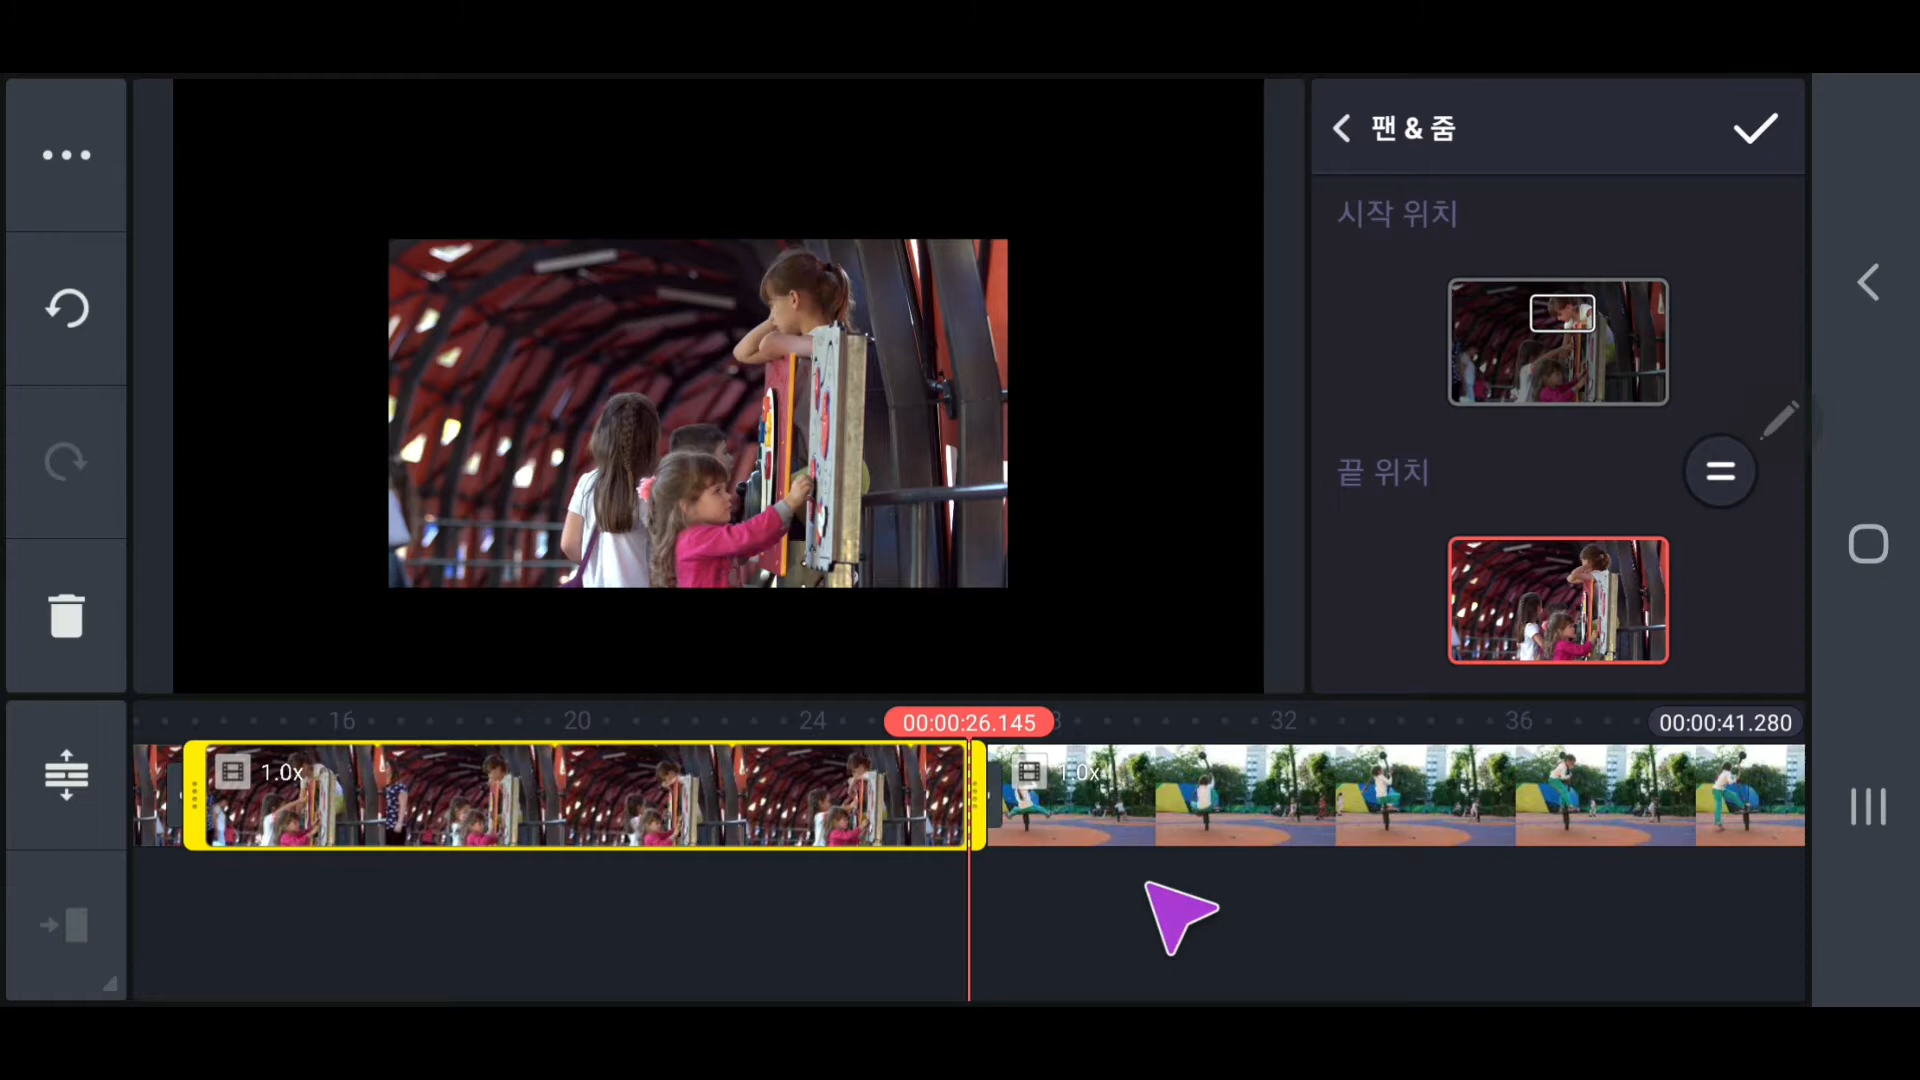 팬 & 줌
시작 위치
끝 위치
16 20 24 00:00:26.145 32 36 00:00:41.280
1.0x 1.0x